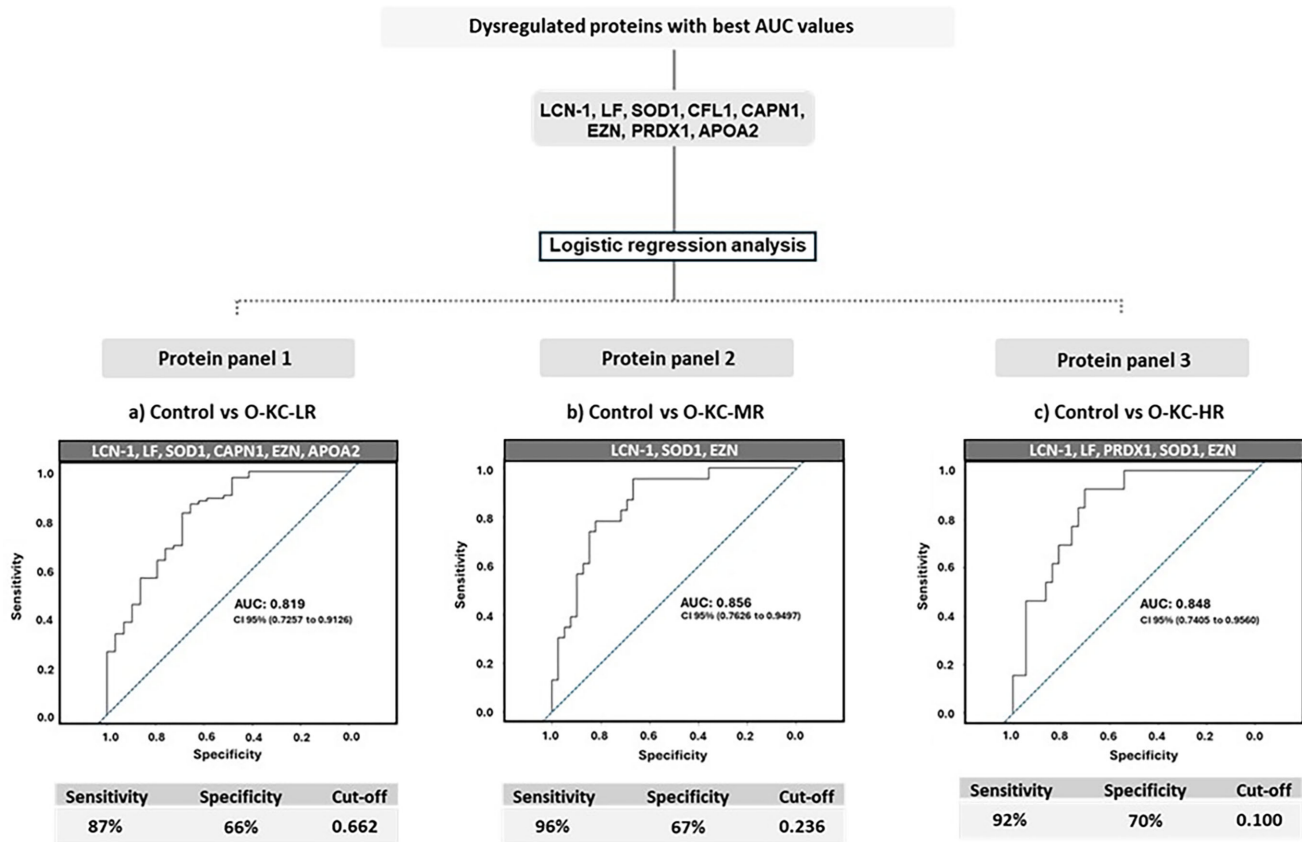 Dysregulated proteins with best AUC values
LCN-1, LF, SOD1, CFL1, CAPN1,
EZN, PRDX1, APOA2
Logistic regression analysis
Protein panel 1
a) Control vs O-KC-LR
LCN-1, LF, SOD1, CAPN1, EZN, APOA2
Sensitivity
1.0
0.8
0.6
0.4
0.2
0.0
AUC: 0.819
CI 95% (0.7257 to 0.9126)
1.0 0.8 0.6 0.4 0.2 0.0
Specificity
Sensitivity Specificity Cut-off
87% 66% 0.662
Protein panel 2
b) Control vs O-KC-MR
LCN-1, SOD1, EZN
Sensitivity
1.0
0.8
0.6
0.4
0.2
0.0
AUC: 0.856
CI 95% (0.7626 to 0.9497)
1.0 0.8 0.6 0.4 0.2 0.0
Specificity
Sensitivity Specificity Cut-off
96% 67% 0.236
Protein panel 3
c) Control vs O-KC-HR
LCN-1, LF, PRDX1, SOD1, EZN
Sensitivity
1.0
0.8
0.6
0.4
0.2
0.0
AUC: 0.848
CI 95% (0.7405 to 0.9560)
1.0 0.8 0.6 0.4 0.2 0.0
Specificity
Sensitivity Specificity Cut-off
92% 70% 0.100